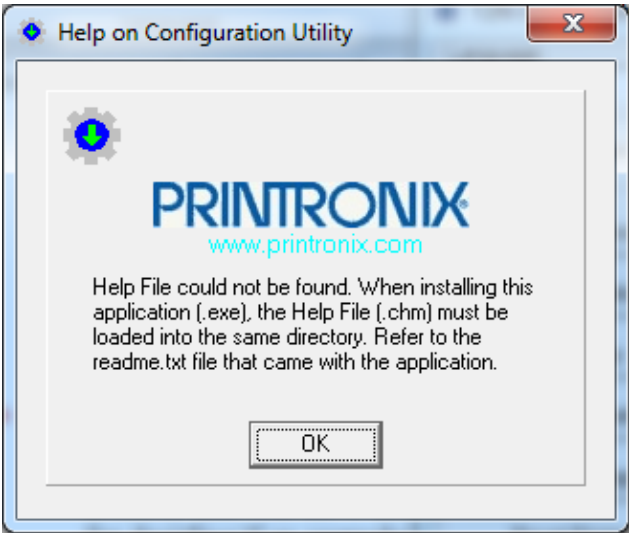 Help on Configuration Utility
PRINTRONIX®
www.printronix.com
Help File could not be found. When installing this
application (.exe), the Help File (.chm) must be
loaded into the same directory. Refer to the
readme.txt file that came with the application.
OK